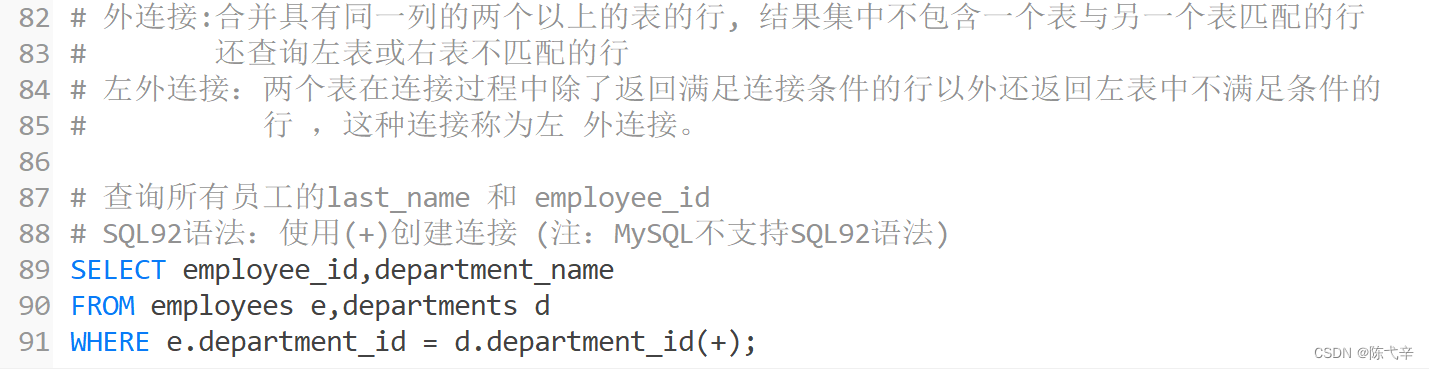 82 # 外连接:合并具有同一列的两个以上的表的行, 结果集中不包含一个表与另一个表匹配的行
83 # 还查询左表或右表不匹配的行
84 # 左外连接：两个表在连接过程中除了返回满足连接条件的行以外还返回左表中不满足条件的
85 # 行 ，这种连接称为左 外连接。
86
87 # 查询所有员工的last_name 和 employee_id
88 # SQL92语法：使用(+)创建连接 (注：MySQL不支持SQL92语法)
89 SELECT employee_id,department_name
90 FROM employees e,departments d
91 WHERE e.department_id = d.department_id(+);
CSDN @陈弋辛